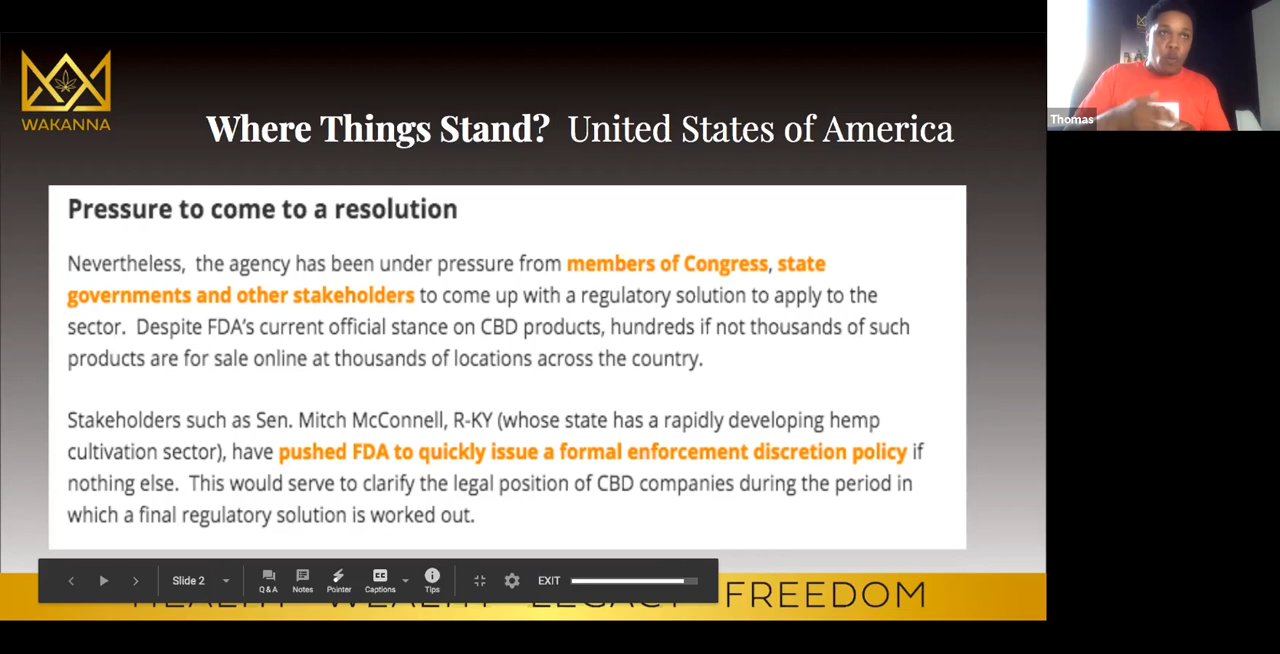 WAKANNA
Where Things Stand? United States of America
Thomas
Pressure to come to a resolution
Nevertheless, the agency has been under pressure from members of Congress, state
governments and other stakeholders to come up with a regulatory solution to apply to the
sector. Despite FDA's current official stance on CBD products, hundreds if not thousands of such
products are for sale online at thousands of locations across the country.
Stakeholders such as Sen. Mitch McConnell, R-KY (whose state has a rapidly developing hemp
cultivation sector), have pushed FDA to quickly issue a formal enforcement discretion policy if
nothing else. This would serve to clarify the legal position of CBD companies during the period in
which a final regulatory solution is worked out.
Slide 2
Q & A
Notes
Pointer
CC
Captions
Tips
EXIT
FREEDOM